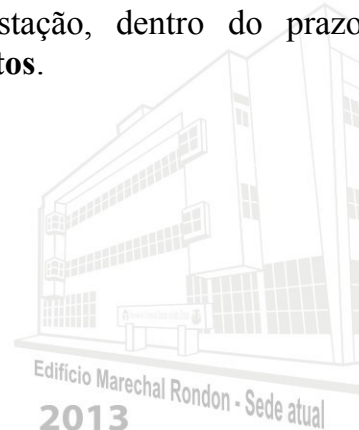 stação, dentro do prazo
tos.
Edifício Marechal Rondon - Sede atual
2013